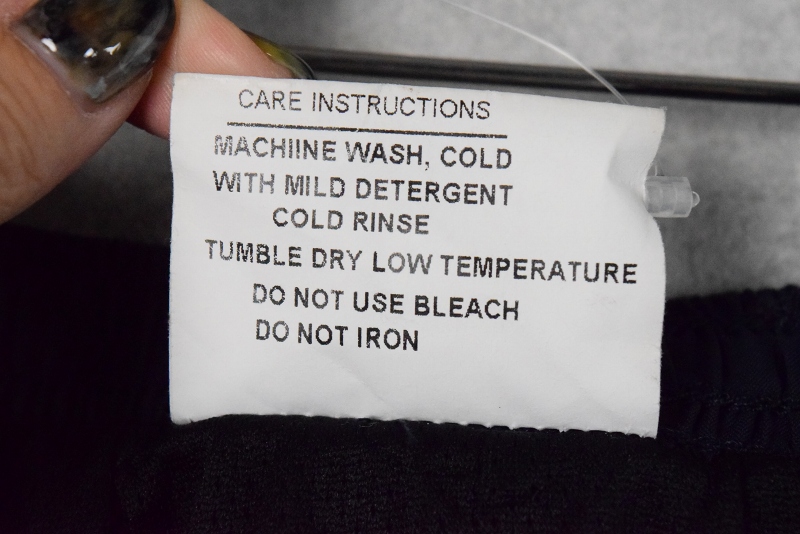 CARE INSTRUCTIONS
MACHIINE WASH, COLD
WITH MILD DETERGENT
COLD RINSE
TUMBLE DRY LOW TEMPERATURE
DO NOT USE BLEACH
DO NOT IRON